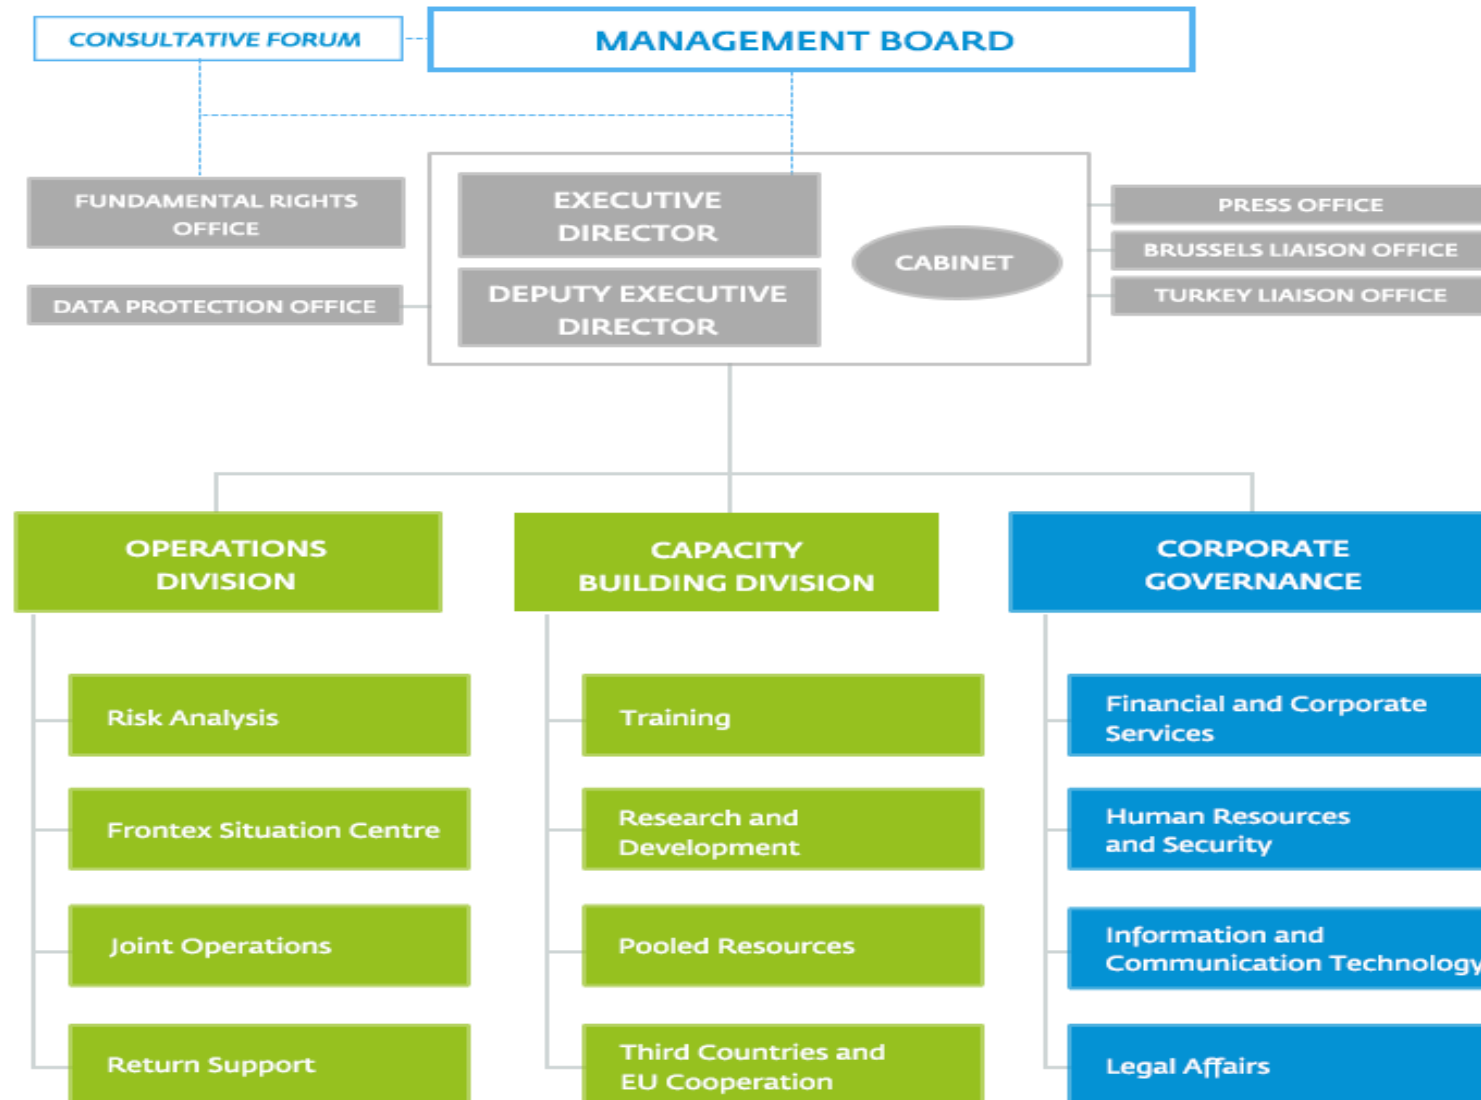 CONSULTATIVE FORUM
MANAGEMENT BOARD
FUNDAMENTAL RIGHTS
OFFICE
DATA PROTECTION OFFICE
EXECUTIVE
DIRECTOR
DEPUTY EXECUTIVE
DIRECTOR
CABINET
PRESS OFFICE
BRUSSELS LIAISON OFFICE
TURKEY LIAISON OFFICE
OPERATIONS
DIVISION
Risk Analysis
Frontex Situation Centre
Joint Operations
Return Support
CAPACITY
BUILDING DIVISION
Training
Research and
Development
Pooled Resources
Third Countries and
EU Cooperation
CORPORATE
GOVERNANCE
Financial and Corporate
Services
Human Resources
and Security
Information and
Communication Technology
Legal Affairs